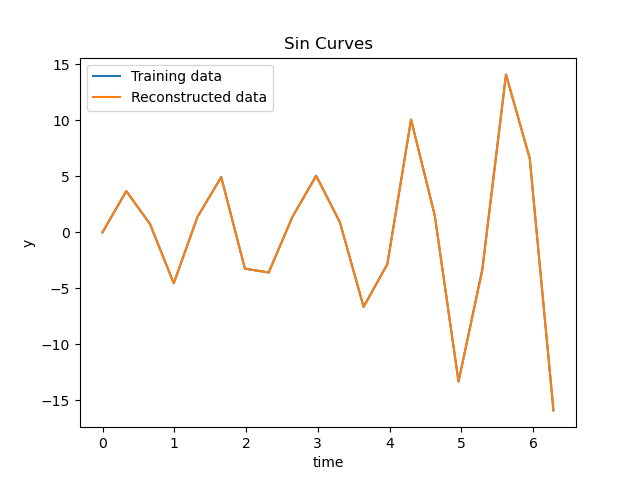 Sin Curves
Training data
Reconstructed data
15
10
5
0
−5
−10
−15
y
0 1 2 3 4 5 6
time